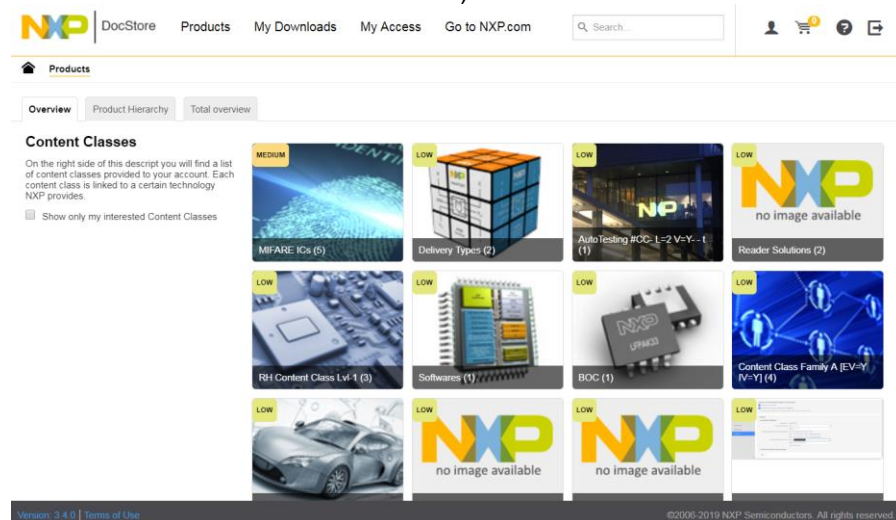 NXP
DocStore
Products
My Downloads
My Access
Go to NXP.com
Search...
0
Products
Overview
Product Hierarchy
Total overview
Content Classes
On the right side of this descript you will find a list
of content classes provided to your account. Each
content class is linked to a certain technology
NXP provides.
Show only my interested Content Classes
MEDIUM
MIFARE ICs (5)
LOW
Delivery Types (2)
LOW
NXP
AutoTesting #CC- L=2 V=Y- - t
(1)
LOW
NXP
no image available
Reader Solutions (2)
LOW
RH Content Class Lvl-1 (3)
LOW
Softwares (1)
LOW
NXP
LFPAK33
BOC (1)
LOW
Content Class Family A [EV=Y
IV=Y] (4)
LOW
LOW
NXP
no image available
LOW
NXP
no image available
LOW
Version: 3.4.0 | Terms of Use
©2006-2019 NXP Semiconductors. All rights reserved.